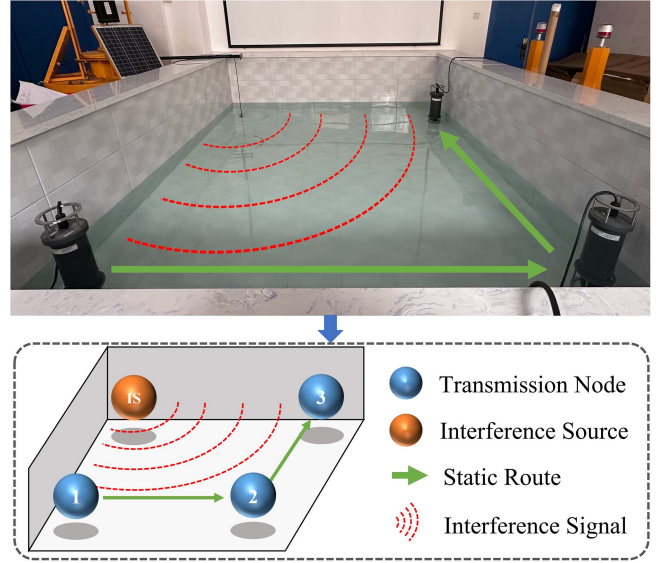 IS
3
1
2
Transmission Node
Interference Source
Static Route
Interference Signal